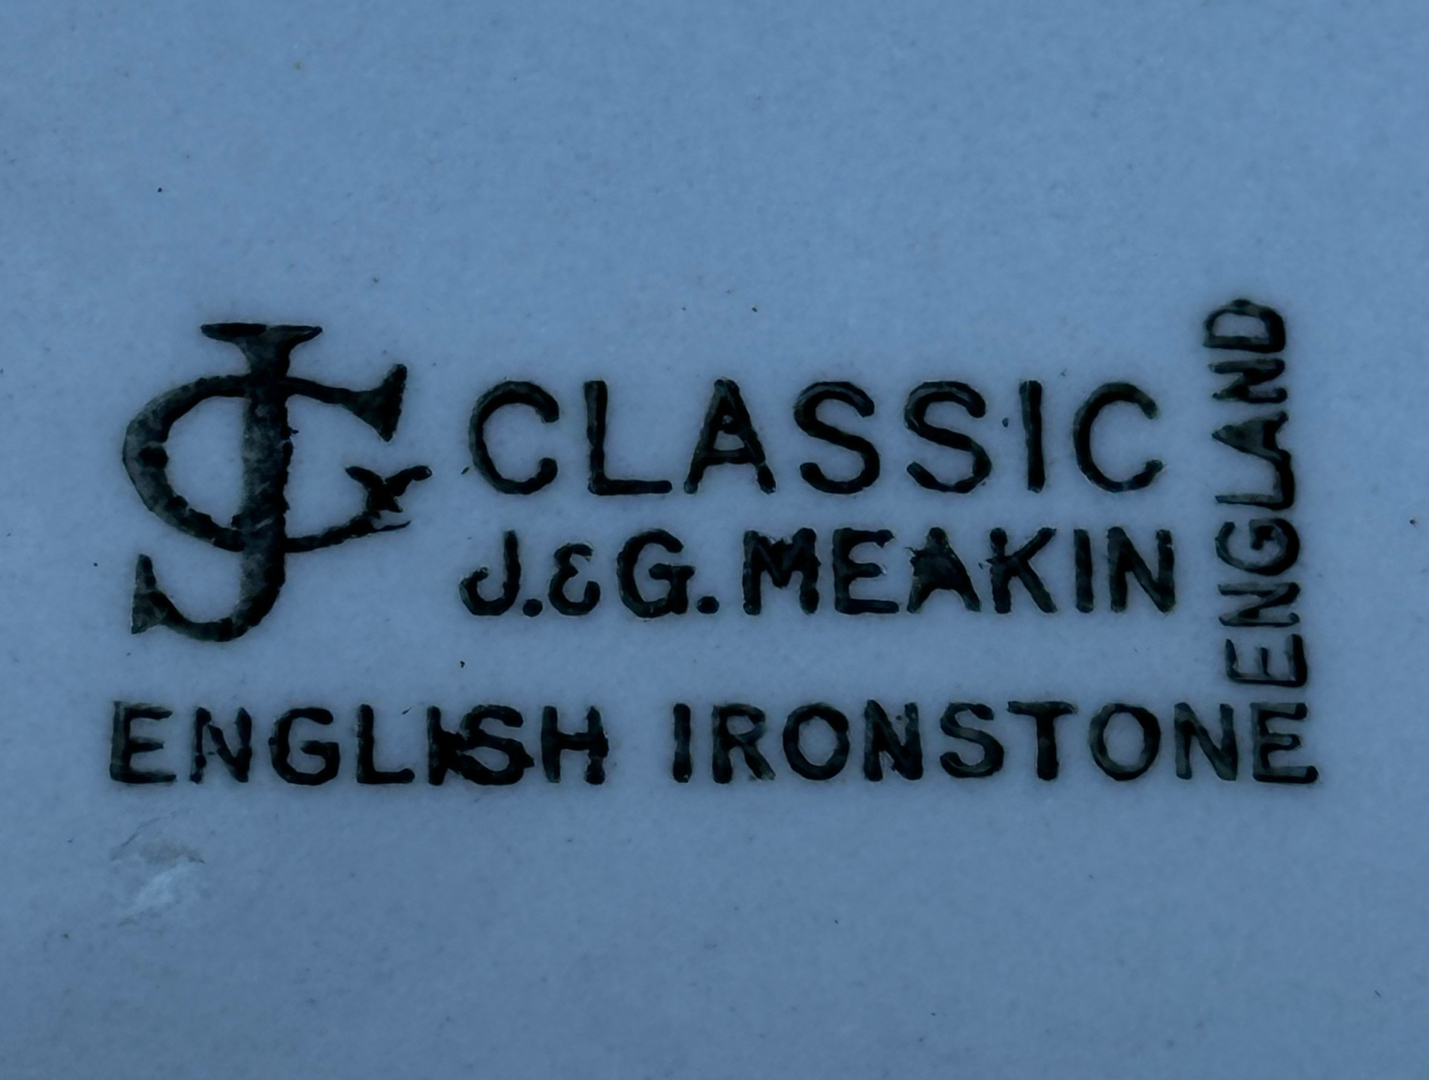 JG
CLASSIC
J.&G. MEAKIN
ENGLISH IRONSTONE
ENGLAND